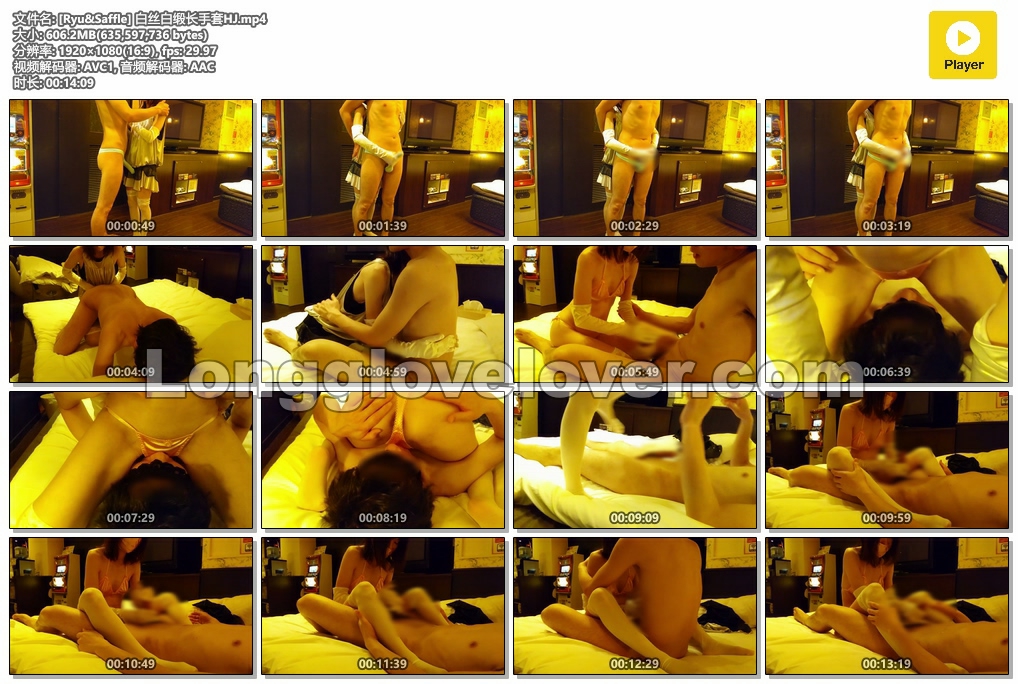 文件名: [Ryu&Saffle] 白丝白缎长手套HJ.mp4
大小: 606.2MB(635,597,736 bytes)
分辨率: 1920×1080(16:9), fps: 29.97
视频解码器: AVC1, 音频解码器: AAC
时长: 00:14:09
Player
00:00:49
00:01:39
00:02:29
00:03:19
00:04:09
00:04:59
00:05:49
00:06:39
Longglovelover.com
00:07:29
00:08:19
00:09:09
00:09:59
00:10:49
00:11:39
00:12:29
00:13:19